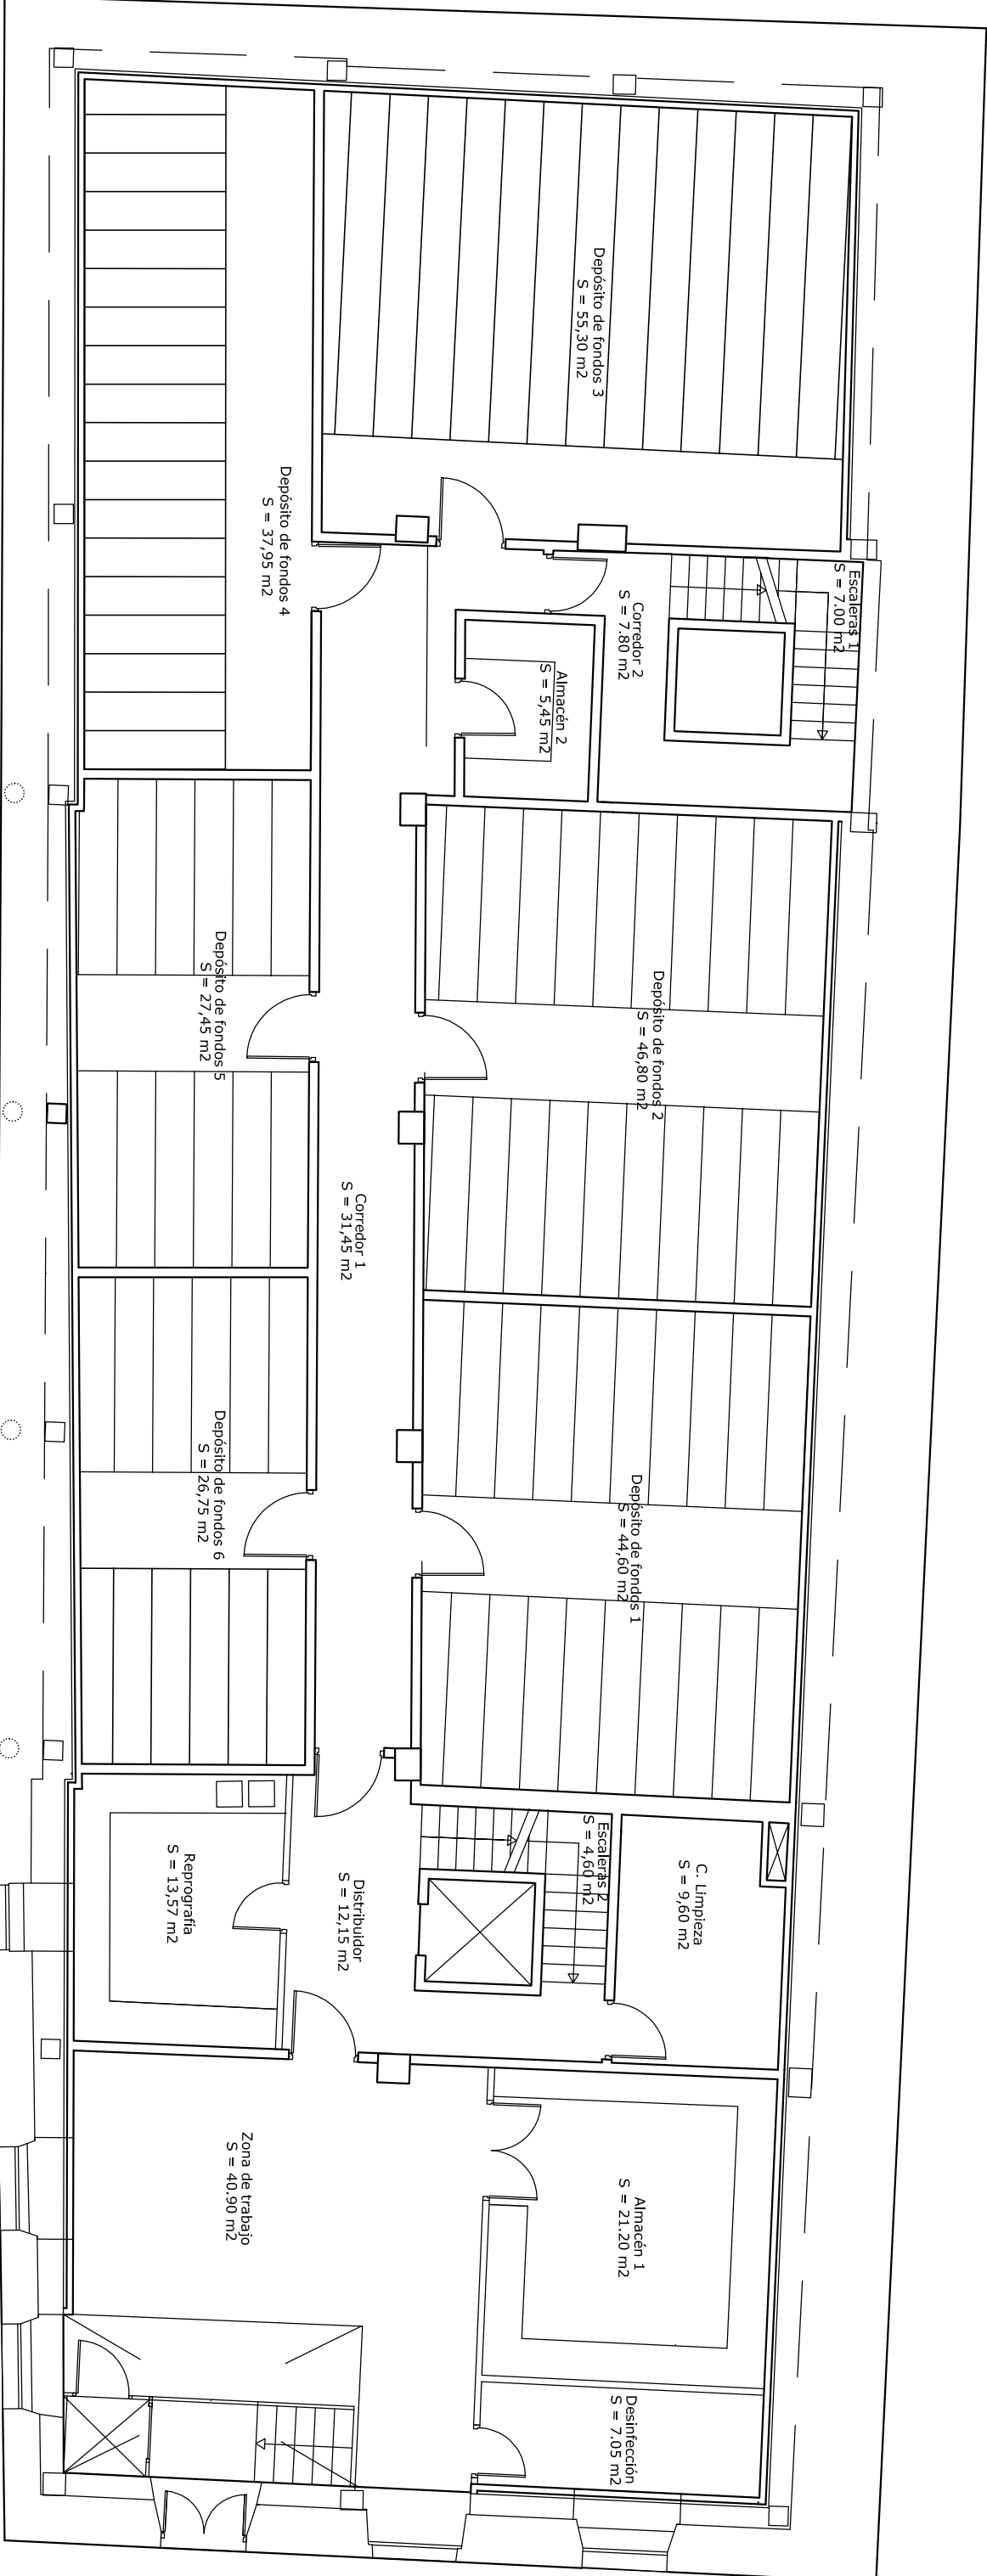 Depósito de fondos 3
S = 55,30 m2
Depósito de fondos 4
S = 37,95 m2
Escaleras 1
S = 7.00 m2
Corredor 2
S = 7.80 m2
Almacén 2
S = 5,45 m2
Depósito de fondos 5
S = 27,45 m2
Depósito de fondos 2
S = 46,80 m2
Corredor 1
S = 31,45 m2
Depósito de fondos 6
S = 26,75 m2
Depósito de fondos 1
S = 44,60 m2
Escaleras 2
S = 4,60 m2
C. Limpieza
S = 9,60 m2
Reprografía
S = 13,57 m2
Distribuidor
S = 12,15 m2
Zona de trabajo
S = 40.90 m2
Almacén 1
S = 21.20 m2
Desinfección
S = 7.05 m2